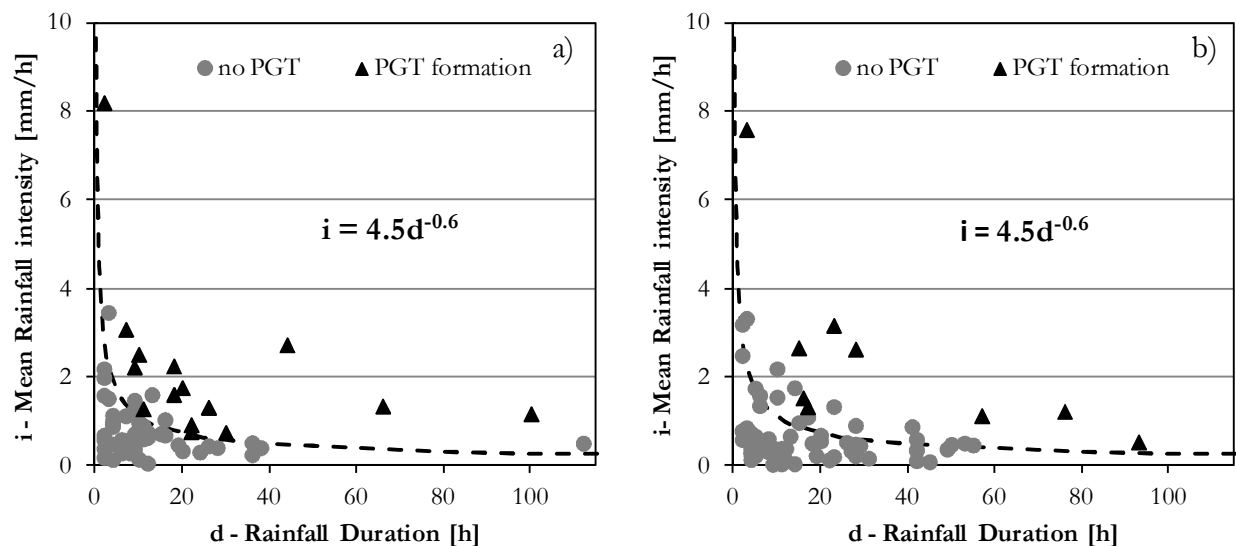 a)
no PGT
PGT formation
i = 4.5d^-0.6
i - Mean Rainfall intensity [mm/h]
10
8
6
4
2
0
0 20 40 60 80 100
d - Rainfall Duration [h]
b)
no PGT
PGT formation
i = 4.5d^-0.6
i- Mean Rainfall intensity [mm/h]
10
8
6
4
2
0
0 20 40 60 80 100
d - Rainfall Duration [h]